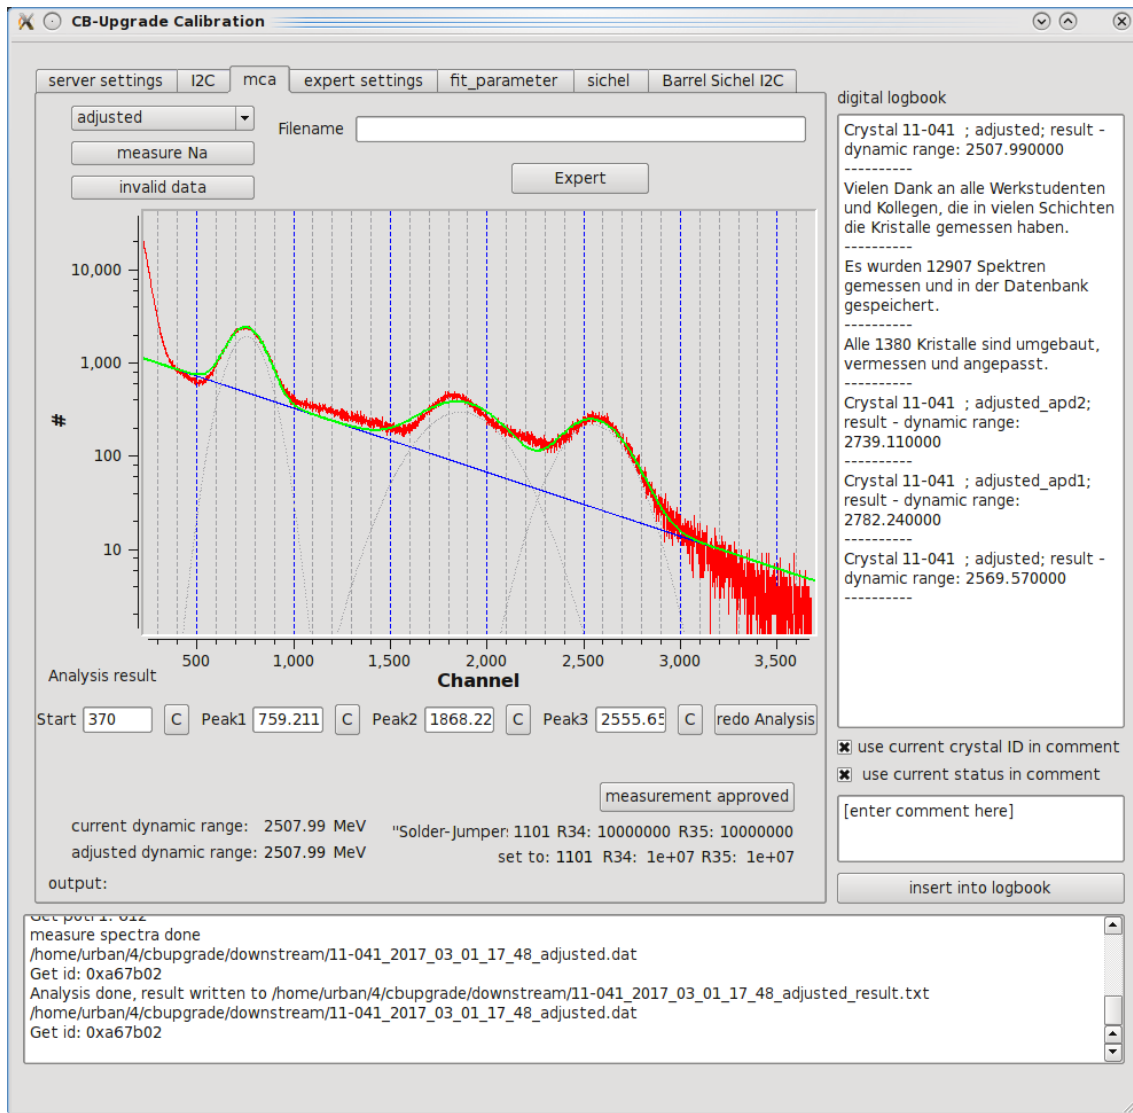 CB-Upgrade Calibration
server settings I2C mca expert settings fit_parameter sichel Barrel Sichel I2C
adjusted
Filename
measure Na
invalid data
Expert
10,000
1,000
100
10
#
500 1,000 1,500 2,000 2,500 3,000 3,500
Channel
Analysis result
Start 370 C Peak1 759.211 C Peak2 1868.22 C Peak3 2555.65 C redo Analysis
measurement approved
current dynamic range: 2507.99 MeV "Solder-Jumper: 1101 R34: 10000000 R35: 10000000
adjusted dynamic range: 2507.99 MeV set to: 1101 R34: 1e+07 R35: 1e+07
output:
digital logbook
Crystal 11-041 ; adjusted; result -
dynamic range: 2507.990000
----------
Vielen Dank an alle Werkstudenten
und Kollegen, die in vielen Schichten
die Kristalle gemessen haben.
----------
Es wurden 12907 Spektren
gemessen und in der Datenbank
gespeichert.
----------
Alle 1380 Kristalle sind umgebaut,
vermessen und angepasst.
----------
Crystal 11-041 ; adjusted_apd2;
result - dynamic range:
2739.110000
----------
Crystal 11-041 ; adjusted_apd1;
result - dynamic range:
2782.240000
----------
Crystal 11-041 ; adjusted; result -
dynamic range: 2569.570000
----------
use current crystal ID in comment
use current status in comment
[enter comment here]
insert into logbook
Get poti 1: 612
measure spectra done
/home/urban/4/cbupgrade/downstream/11-041_2017_03_01_17_48_adjusted.dat
Get id: 0xa67b02
Analysis done, result written to /home/urban/4/cbupgrade/downstream/11-041_2017_03_01_17_48_adjusted_result.txt
/home/urban/4/cbupgrade/downstream/11-041_2017_03_01_17_48_adjusted.dat
Get id: 0xa67b02